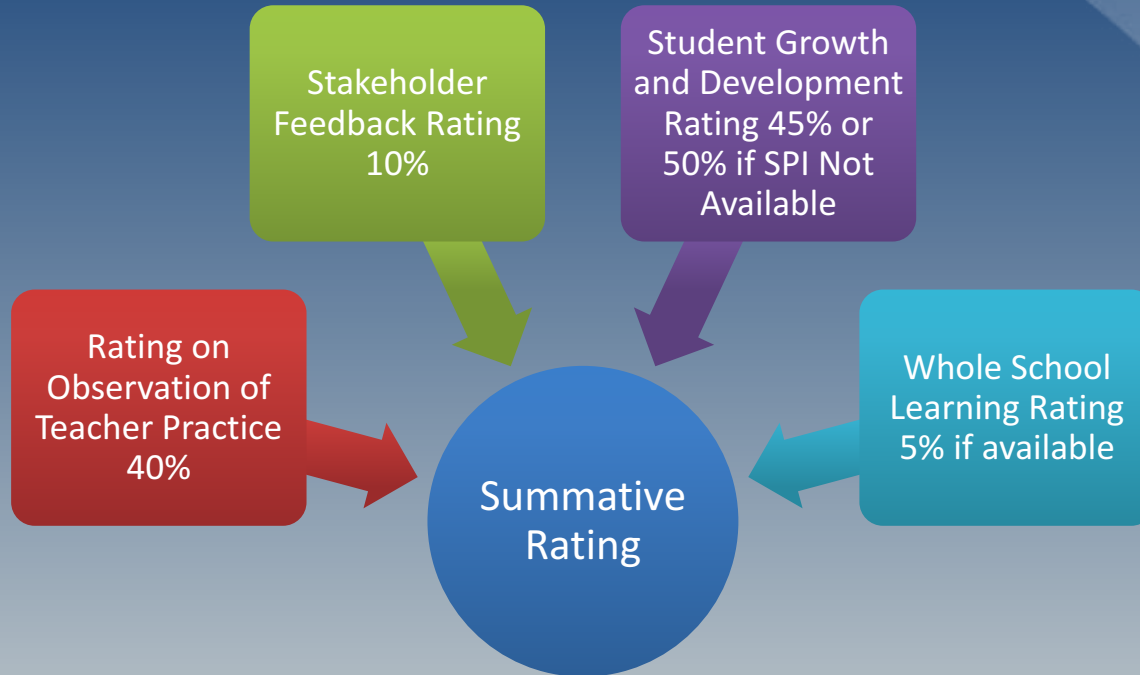 Stakeholder
Feedback Rating
10%
Student Growth
and Development
Rating 45% or
50% if SPI Not
Available
Rating on
Observation of
Teacher Practice
40%
Whole School
Learning Rating
5% if available
Summative
Rating